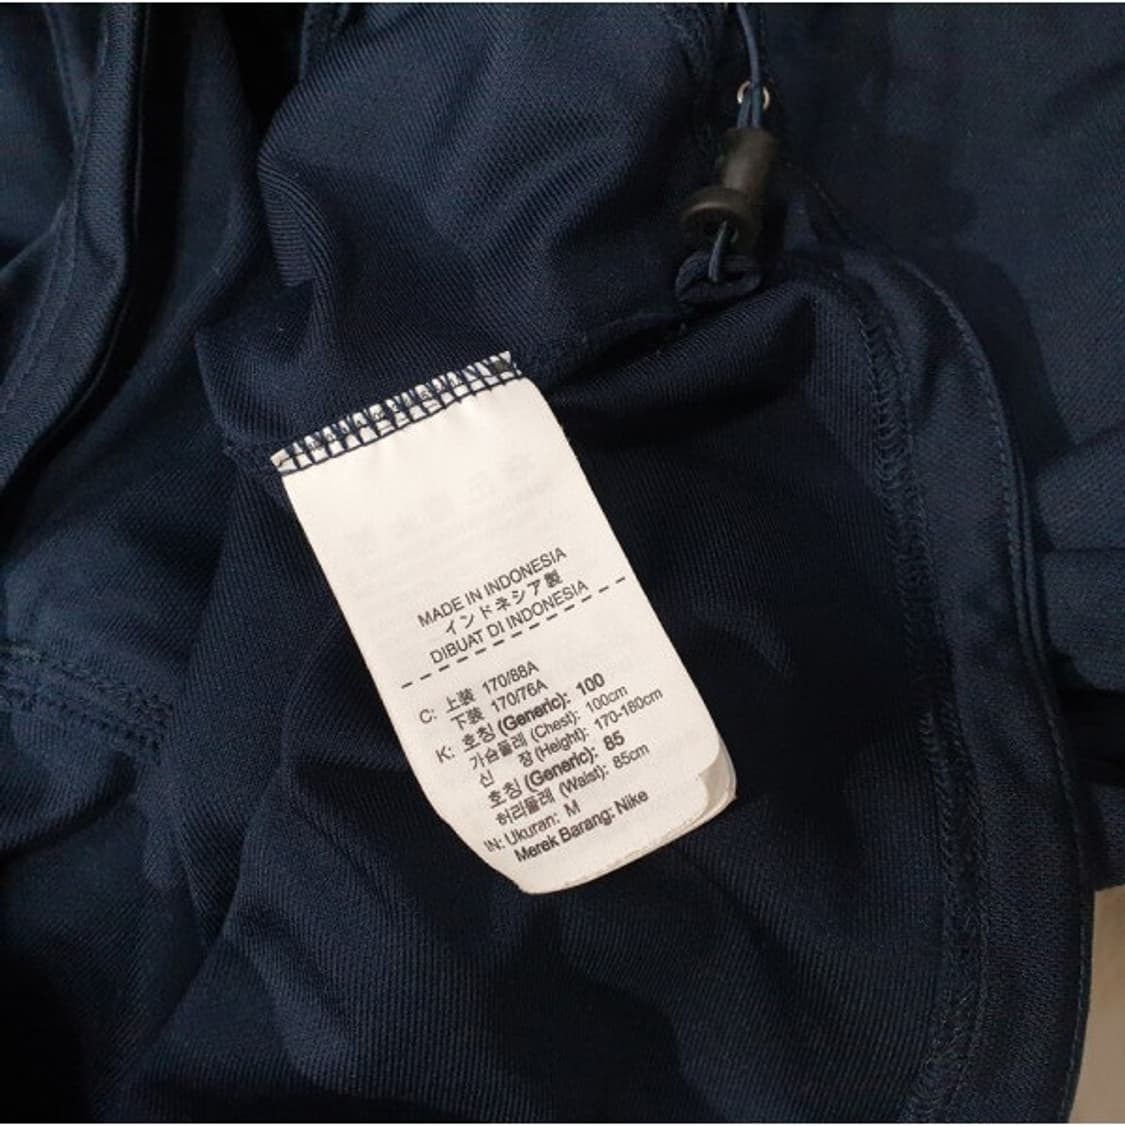 MADE IN INDONESIA
インドネシア製
DIBUAT DI INDONESIA
C: 上装 170/88A
下装 170/76A
K: 호칭 (Generic): 100
가슴둘레 (Chest): 100cm
신 장 (Height): 170-180cm
호칭 (Generic): 85
허리둘레 (Waist): 85cm
IN: Ukuran: M
Merek Barang: Nike